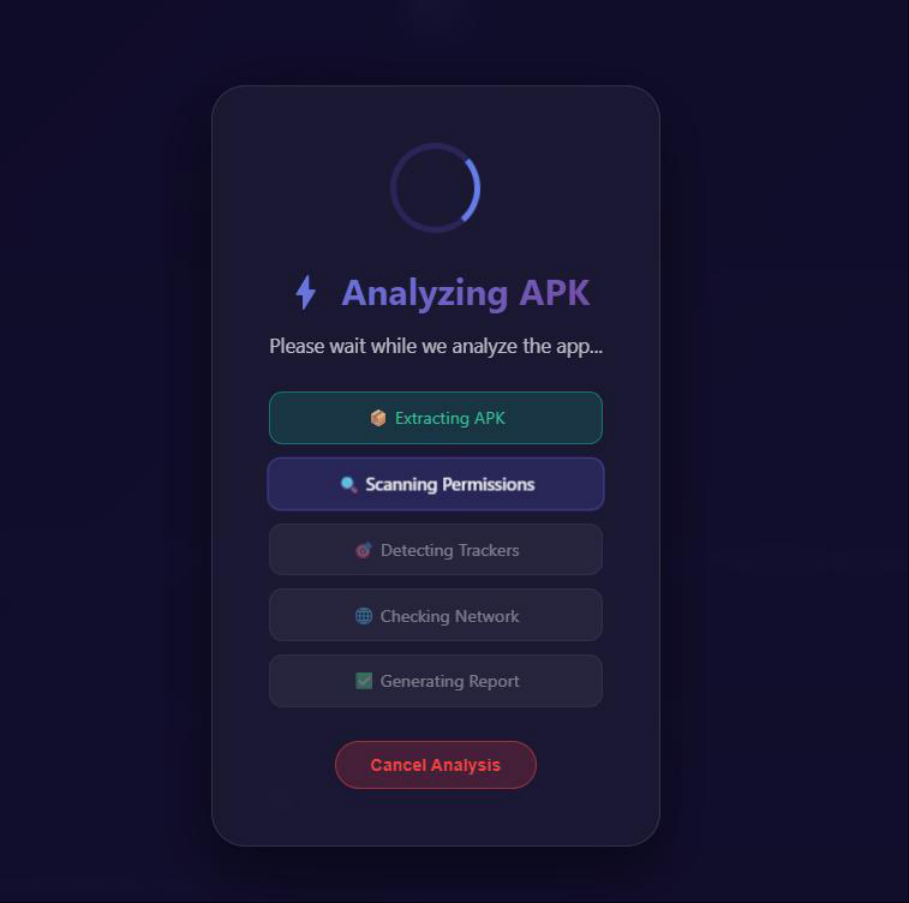 Analyzing APK
Please wait while we analyze the app...
Extracting APK
Scanning Permissions
Detecting Trackers
Checking Network
Generating Report
Cancel Analysis